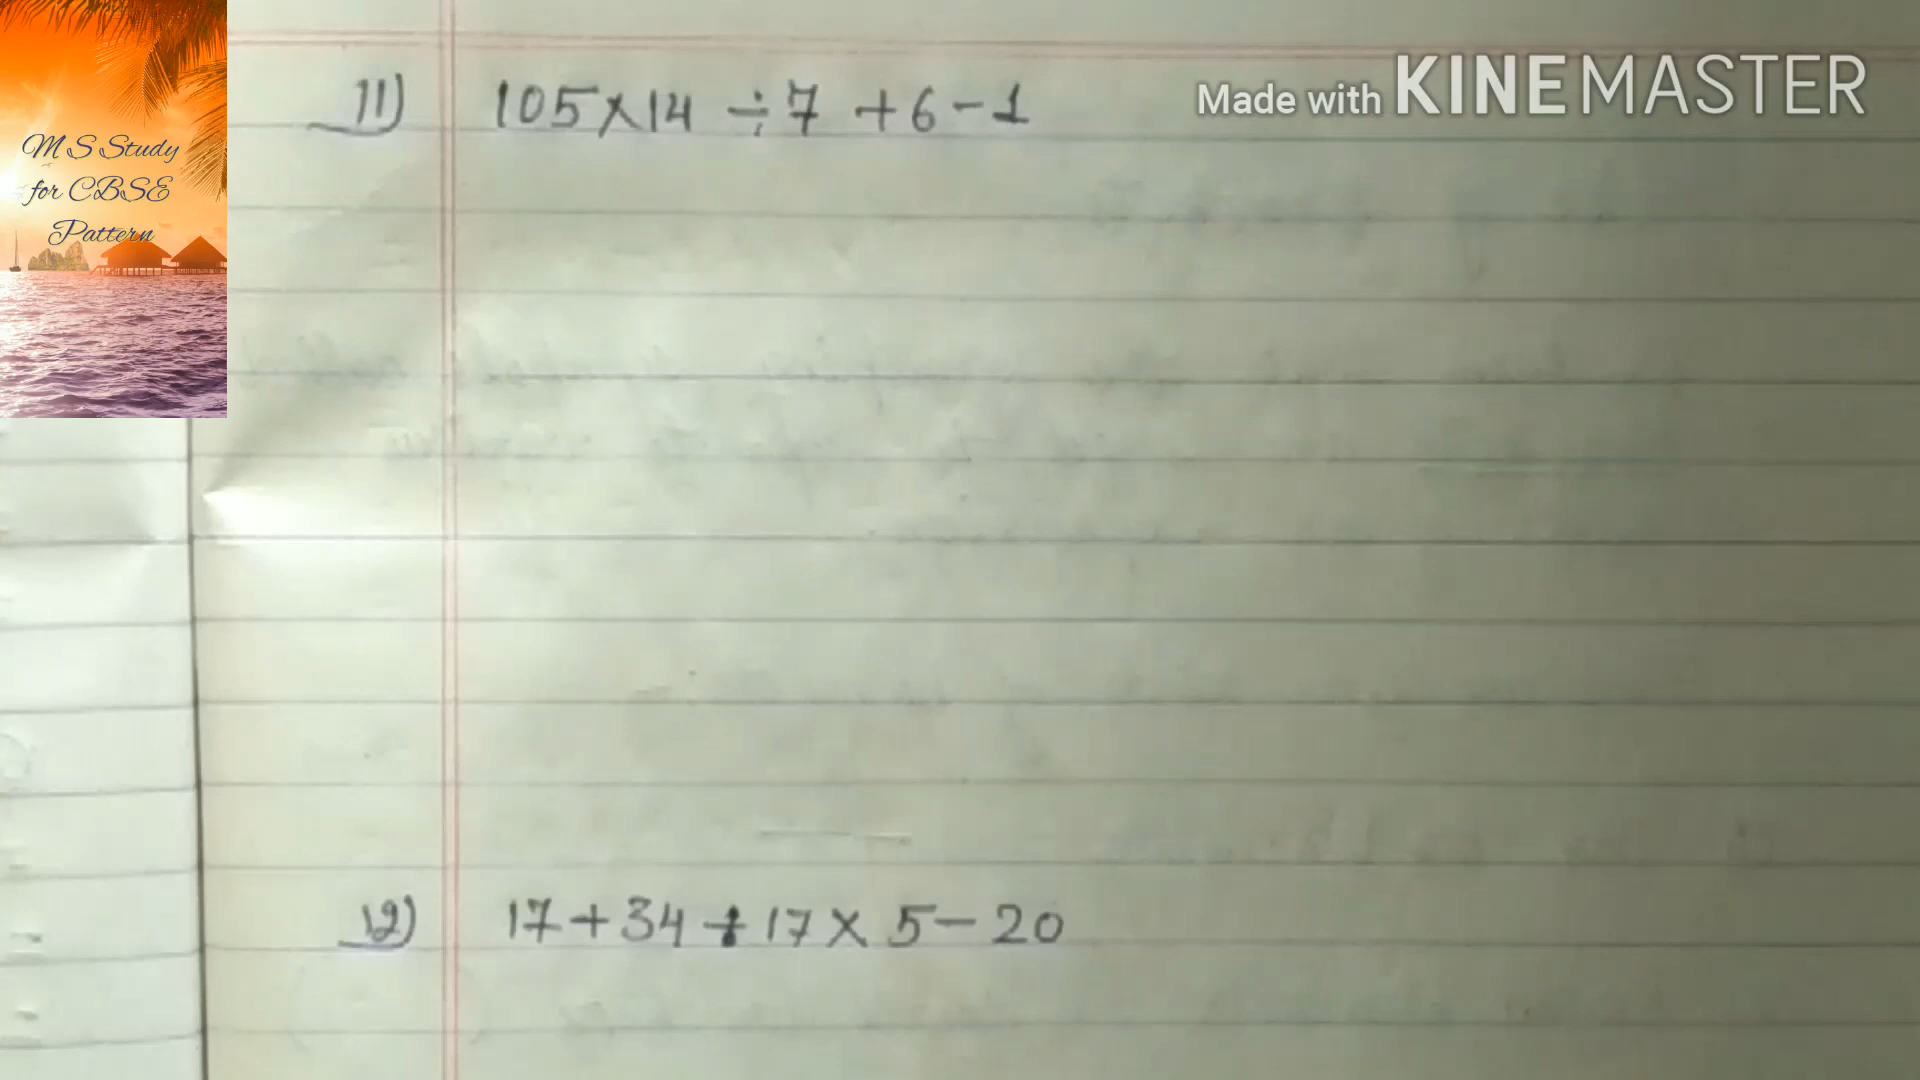 M S Study
for CBSE
Pattern
Made with KINEMASTER
11) 105×14 ÷7 +6-1
12) 17+34÷17× 5-20